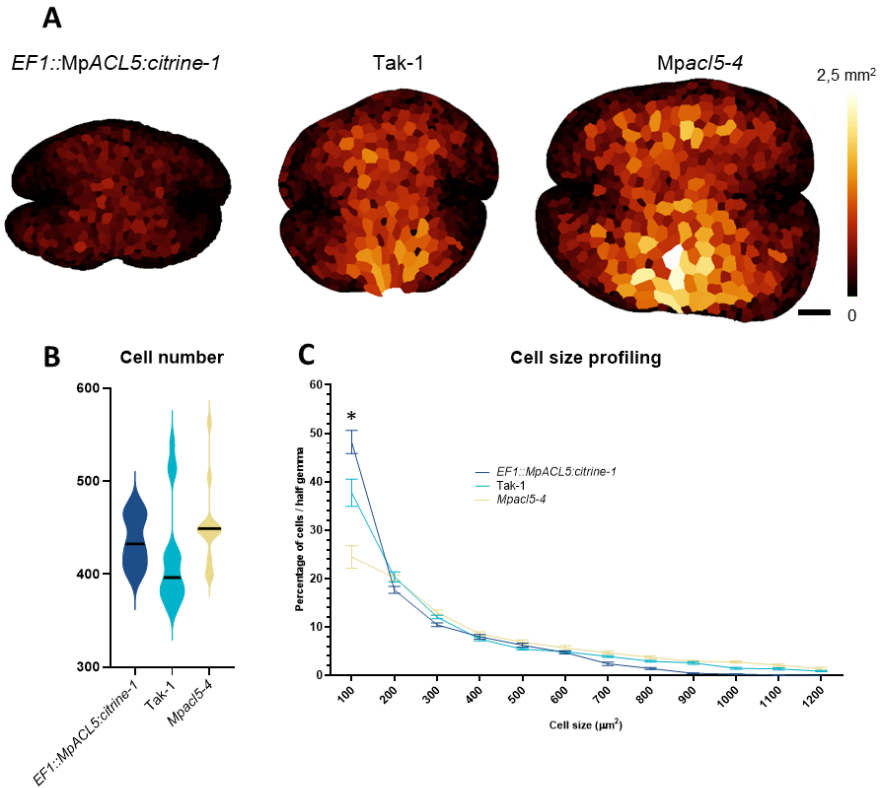 A
EF1::MpACL5:citrine-1
Tak-1
Mpacl5-4
2,5 mm²
0
B
Cell number
600
500
400
300
EF1::MpACL5:citrine-1
Tak-1
Mpacl5-4
C
Cell size profiling
Percentage of cells / half gemma
60
50
40
30
20
10
0
*
EF1::MpACL5:citrine-1
Tak-1
Mpacl5-4
100
200
300
400
500
600
700
800
900
1000
1100
1200
Cell size (µm²)